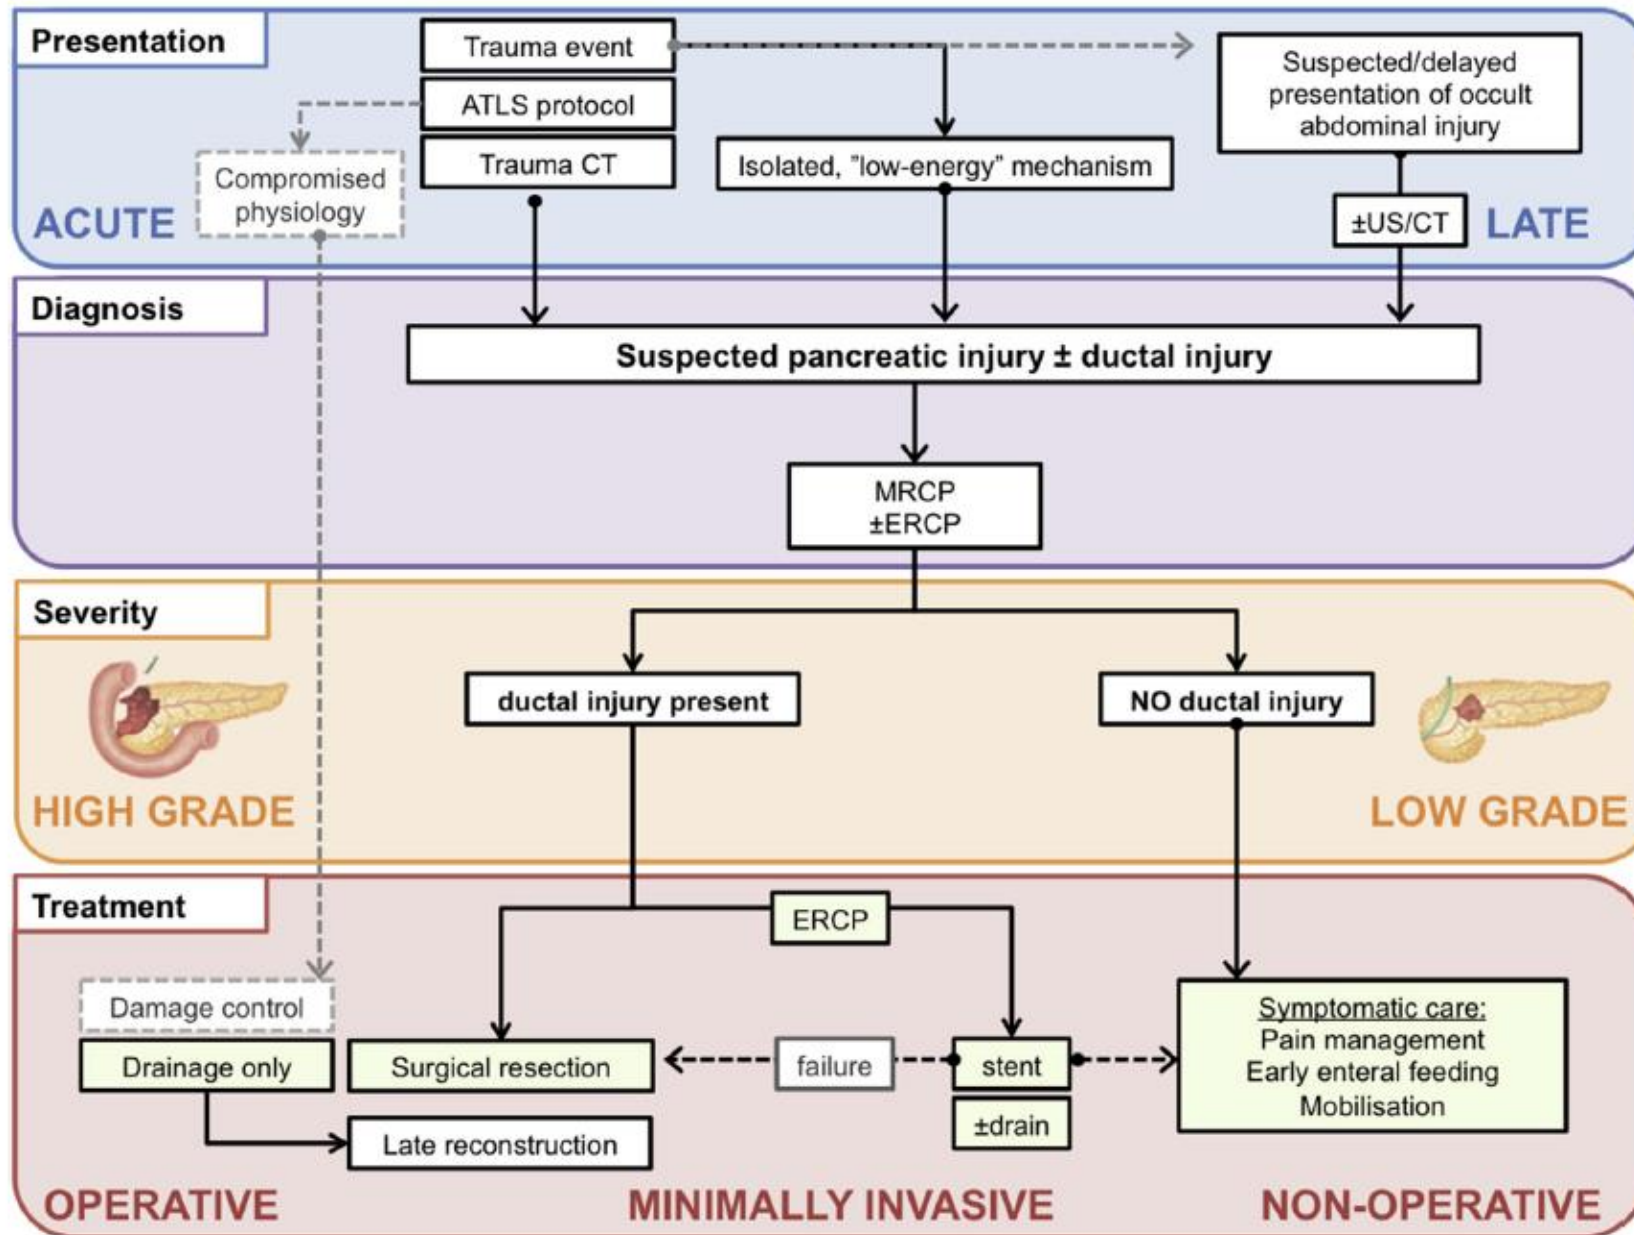 Presentation
Trauma event
ATLS protocol
Trauma CT
Compromised
physiology
ACUTE
Isolated, ”low-energy” mechanism
Suspected/delayed
presentation of occult
abdominal injury
±US/CT
LATE
Diagnosis
Suspected pancreatic injury ± ductal injury
MRCP
±ERCP
Severity
ductal injury present
NO ductal injury
HIGH GRADE
LOW GRADE
Treatment
ERCP
Damage control
Drainage only
Surgical resection
failure
stent
±drain
Late reconstruction
Symptomatic care:
Pain management
Early enteral feeding
Mobilisation
OPERATIVE
MINIMALLY INVASIVE
NON-OPERATIVE